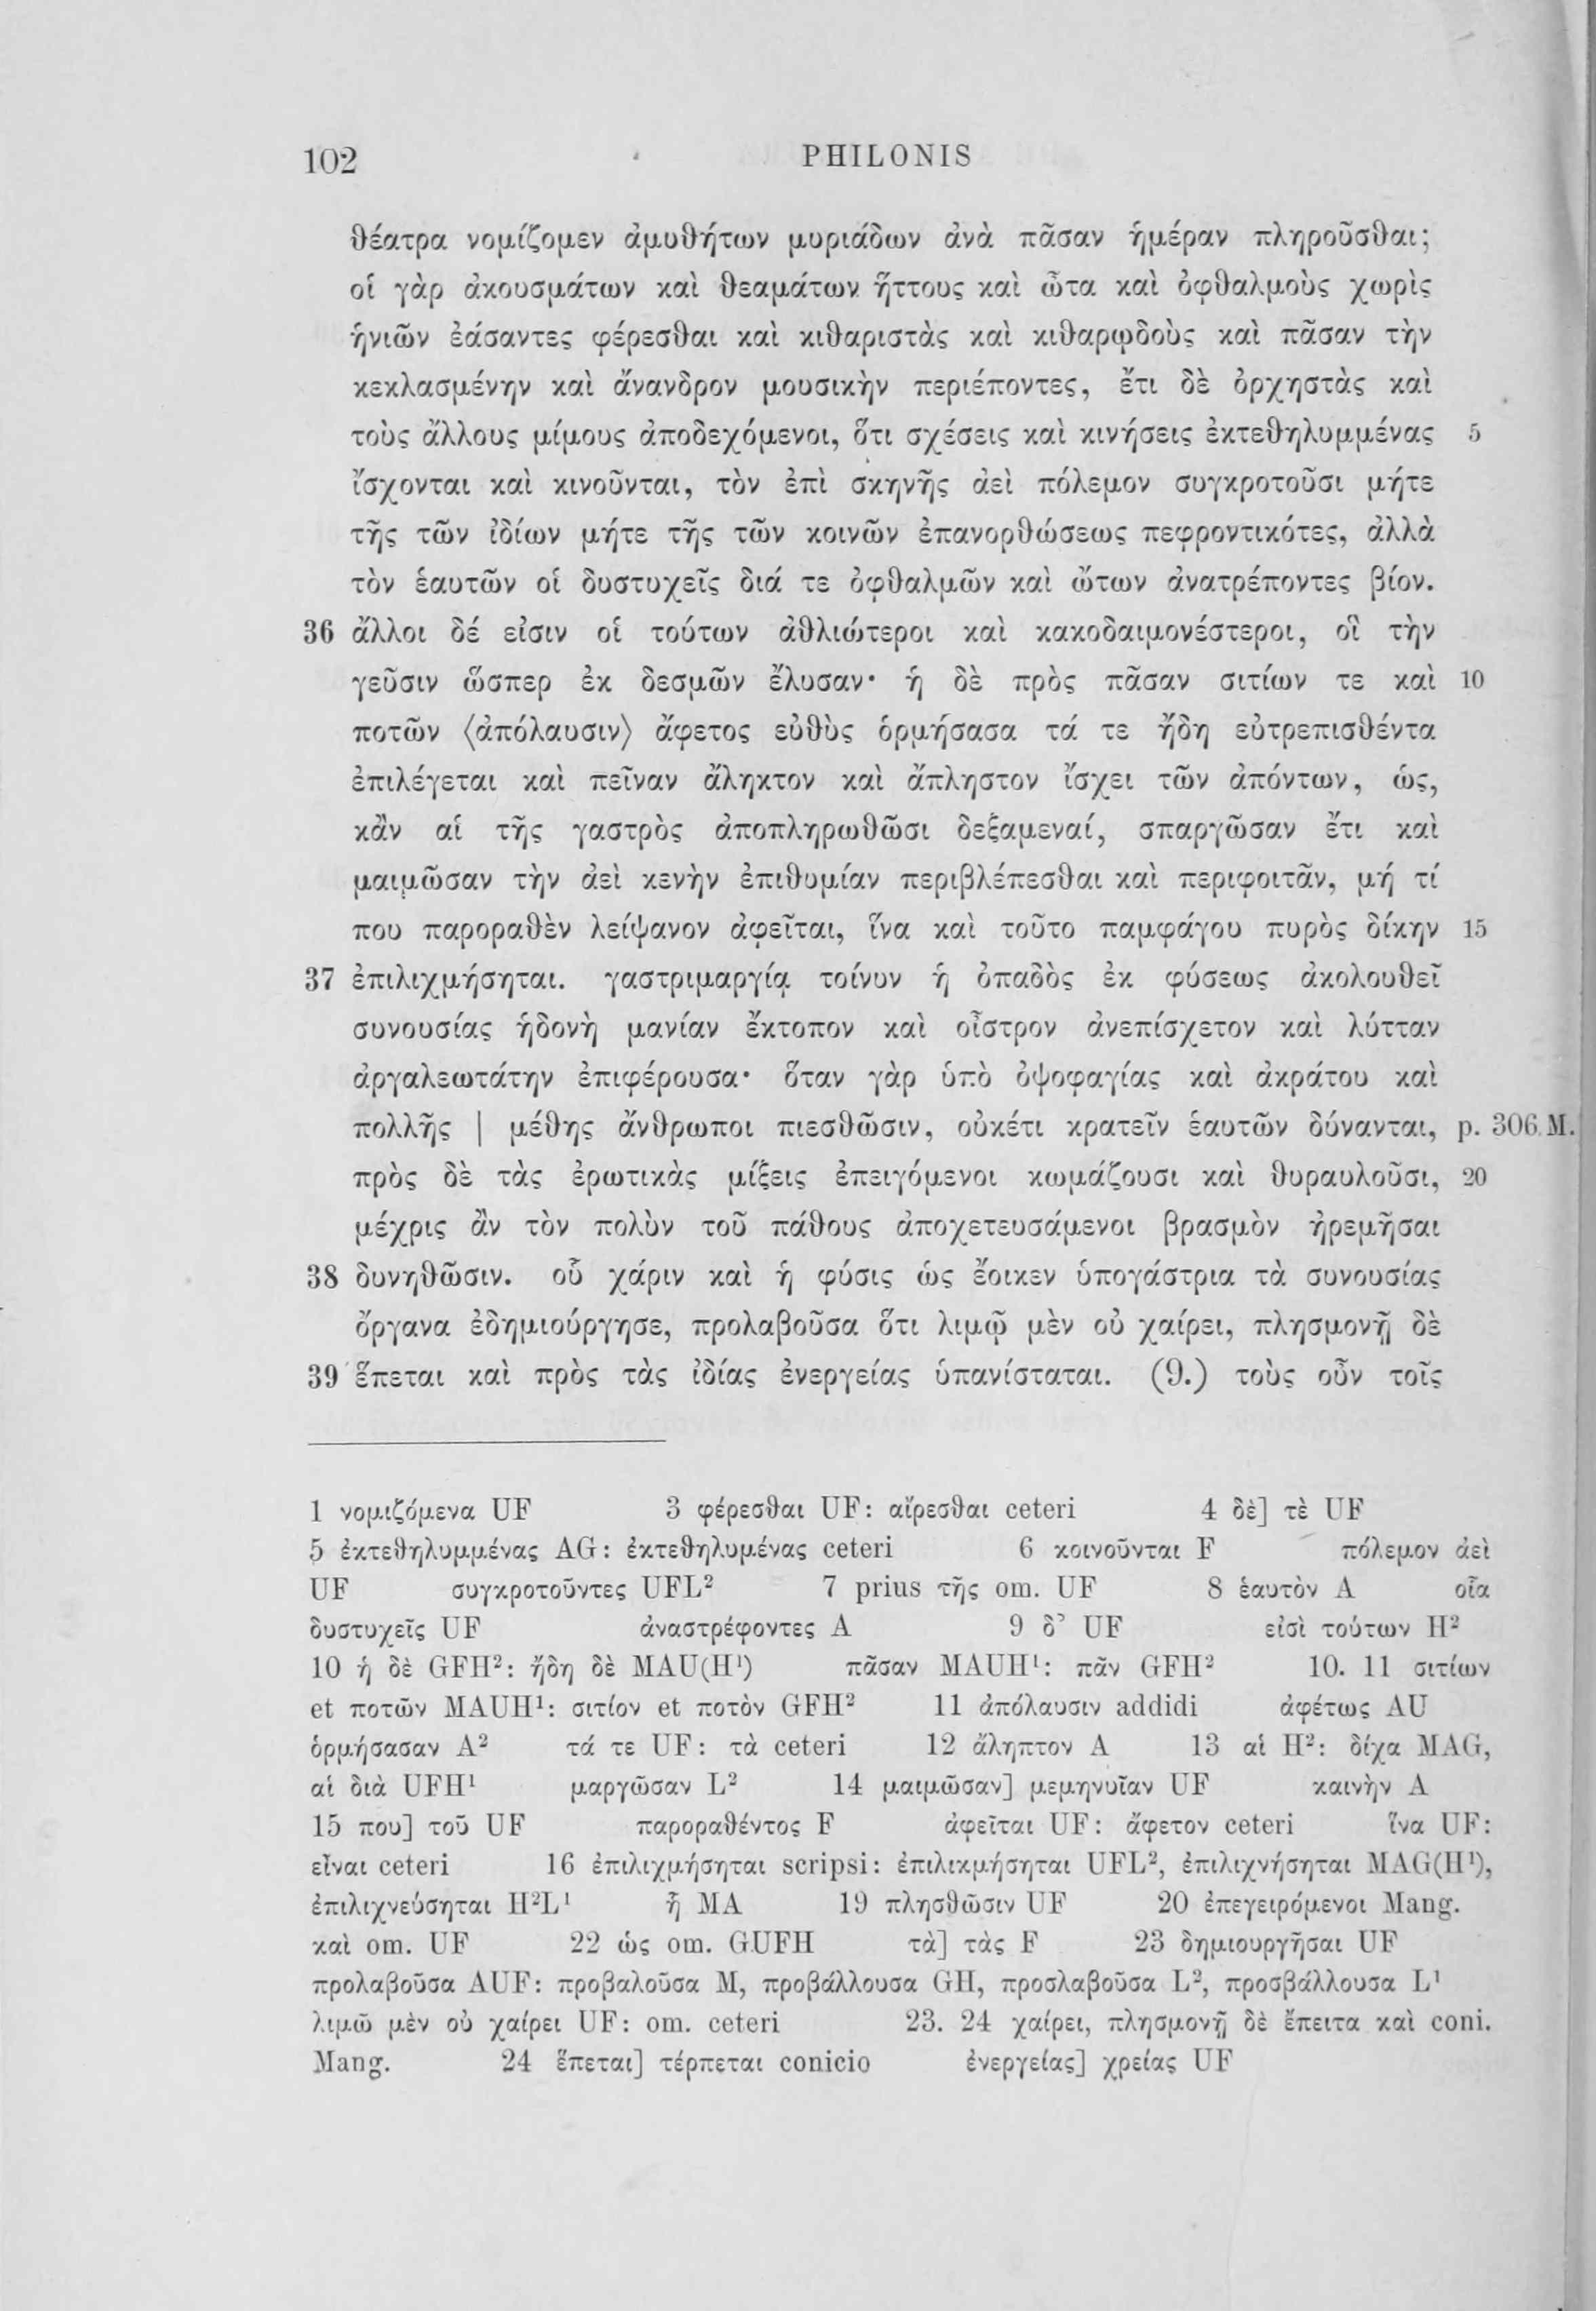 102 PHILONIS
θέατρα νομίζομεν ἀμυθήτων μυριάδων ἀνὰ πᾶσαν ἡμέραν πληροῦσθαι;
οἱ γὰρ ἀκουσμάτων καὶ θεαμάτων ἥττους καὶ ὦτα καὶ ὀφθαλμοὺς χωρὶς
ἡνιῶν ἐάσαντες φέρεσθαι καὶ κιθαριστὰς καὶ κιθαρῳδοὺς καὶ πᾶσαν τὴν
κεκλασμένην καὶ ἄνανδρον μουσικὴν περιέποντες, ἔτι δὲ ὀρχηστὰς καὶ
τοὺς ἄλλους μίμους ἀποδεχόμενοι, ὅτι σχέσεις καὶ κινήσεις ἐκτεθηλυμμένας 5
ἴσχονται καὶ κινοῦνται, τὸν ἐπὶ σκηνῆς ἀεὶ πόλεμον συγκροτοῦσι μήτε
τῆς τῶν ἰδίων μήτε τῆς τῶν κοινῶν ἐπανορθώσεως πεφροντικότες, ἀλλὰ
τὸν ἑαυτῶν οἱ δυστυχεῖς διά τε ὀφθαλμῶν καὶ ὤτων ἀνατρέποντες βίον.
36 ἄλλοι δέ εἰσιν οἱ τούτων ἀθλιώτεροι καὶ κακοδαιμονέστεροι, οἳ τὴν
γεῦσιν ὥσπερ ἐκ δεσμῶν ἔλυσαν· ἡ δὲ πρὸς πᾶσαν σιτίων τε καὶ 10
ποτῶν ⟨ἀπόλαυσιν⟩ ἄφετος εὐθὺς ὁρμήσασα τά τε ἤδη εὐτρεπισθέντα
ἐπιλέγεται καὶ πεῖναν ἄληκτον καὶ ἄπληστον ἴσχει τῶν ἀπόντων, ὡς,
κἂν αἱ τῆς γαστρὸς ἀποπληρωθῶσι δεξαμεναί, σπαργῶσαν ἔτι καὶ
μαιμῶσαν τὴν ἀεὶ κενὴν ἐπιθυμίαν περιβλέπεσθαι καὶ περιφοιτᾶν, μή τί
που παροραθὲν λείψανον ἀφεῖται, ἵνα καὶ τοῦτο παμφάγου πυρὸς δίκην 15
37 ἐπιλιχμήσηται. γαστριμαργίᾳ τοίνυν ἡ ὀπαδὸς ἐκ φύσεως ἀκολουθεῖ
συνουσίας ἡδονὴ μανίαν ἔκτοπον καὶ οἶστρον ἀνεπίσχετον καὶ λύτταν
ἀργαλεωτάτην ἐπιφέρουσα· ὅταν γὰρ ὑπὸ ὀψοφαγίας καὶ ἀκράτου καὶ
πολλῆς | μέθης ἄνθρωποι πιεσθῶσιν, οὐκέτι κρατεῖν ἑαυτῶν δύνανται, p. 306 M.
πρὸς δὲ τὰς ἐρωτικὰς μίξεις ἐπειγόμενοι κωμάζουσι καὶ θυραυλοῦσι, 20
μέχρις ἂν τὸν πολὺν τοῦ πάθους ἀποχετευσάμενοι βρασμὸν ἠρεμῆσαι
38 δυνηθῶσιν. οὗ χάριν καὶ ἡ φύσις ὡς ἔοικεν ὑπογάστρια τὰ συνουσίας
ὄργανα ἐδημιούργησε, προλαβοῦσα ὅτι λιμῷ μὲν οὐ χαίρει, πλησμονῇ δὲ
39 ἕπεται καὶ πρὸς τὰς ἰδίας ἐνεργείας ὑπανίσταται. (9.) τοὺς οὖν τοῖς
1 νομιζόμενα UF 3 φέρεσθαι UF: αἴρεσθαι ceteri 4 δὲ] τὲ UF
5 ἐκτεθηλυμμένας AG: ἐκτεθηλυμένας ceteri 6 κοινοῦνται F πόλεμον ἀεὶ
UF συγκροτοῦντες UFL² 7 prius τῆς om. UF 8 ἑαυτὸν A οἷα
δυστυχεῖς UF ἀναστρέφοντες A 9 δ' UF εἰσὶ τούτων H²
10 ἡ δὲ GFH²: ἤδη δὲ MAU(H¹) πᾶσαν MAUH¹: πᾶν GFH² 10. 11 σιτίων
et ποτῶν MAUH¹: σιτίον et ποτὸν GFH² 11 ἀπόλαυσιν addidi ἀφέτως AU
ὁρμήσασαν A² τά τε UF: τὰ ceteri 12 ἄληπτον A 13 αἱ H²: δίχα MAG,
αἱ διὰ UFH¹ μαργῶσαν L² 14 μαιμῶσαν] μεμηνυῖαν UF καινὴν A
15 που] τοῦ UF παροραθέντος F ἀφεῖται UF: ἄφετον ceteri ἵνα UF:
εἶναι ceteri 16 ἐπιλιχμήσηται scripsi: ἐπιλικμήσηται UFL², ἐπιλιχνήσηται MAG(H¹),
ἐπιλιχνεύσηται H²L¹ ἢ MA 19 πλησθῶσιν UF 20 ἐπεγειρόμενοι Mang.
καὶ om. UF 22 ὡς om. GUFH τὰ] τὰς F 23 δημιουργῆσαι UF
προλαβοῦσα AUF: προβαλοῦσα M, προβάλλουσα GH, προσλαβοῦσα L², προσβάλλουσα L¹
λιμῶ μὲν οὐ χαίρει UF: om. ceteri 23. 24 χαίρει, πλησμονῇ δὲ ἔπειτα καὶ coni.
Mang. 24 ἕπεται] τέρπεται conicio ἐνεργείας] χρείας UF